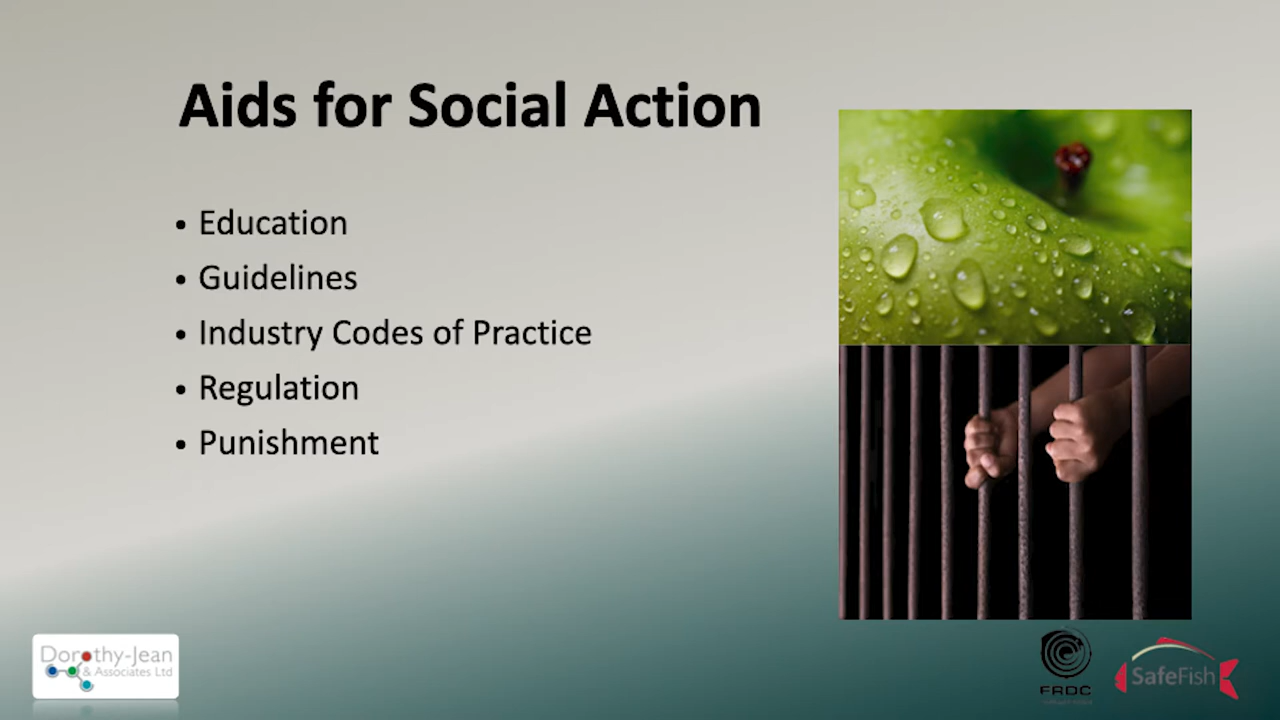 Aids for Social Action
• Education
• Guidelines
• Industry Codes of Practice
• Regulation
• Punishment
Dorothy-Jean
& Associates Ltd
FRDC
SafeFish